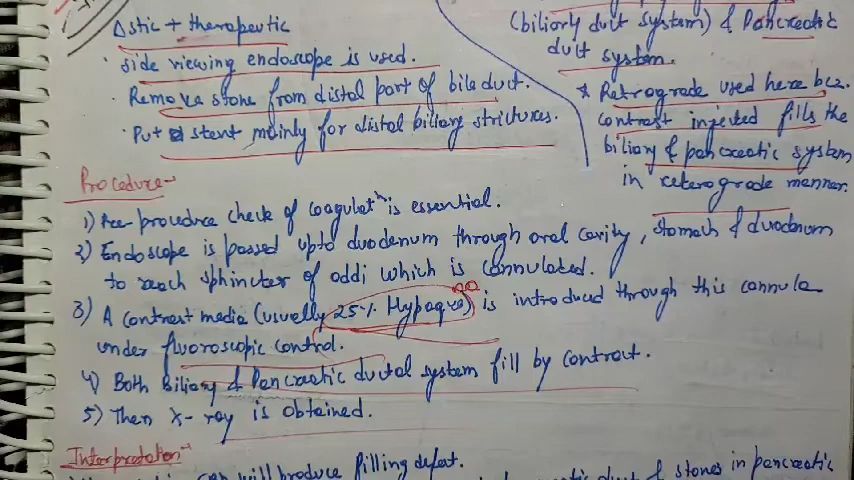 Δstic + therapeutic
· side viewing endoscope is used.
· Remove stone from distal part of bile duct.
· Put stent mainly for distal biliary strictures.
(biliary duct system) & Pancreatic
duct system.
* Retrograde used here bcz.
contrast injected fills the
biliary & pancreatic system
in reterograde manner.
Procedure-
1) Pre-procedure check of coagulatⁿ is essential.
2) Endoscope is passed upto duodenum through oral cavity, stomach & duodenum
to reach sphincter of oddi which is cannulated.
3) A contrast media (usually 25% Hypaque) is introduced through this cannula
under fluoroscopic control.
4) Both Biliary & Pancreatic ductal system fill by contrast.
5) Then X-ray is obtained.
Interpretation-
can will produce filling defect.
duct & stones in pancreatic